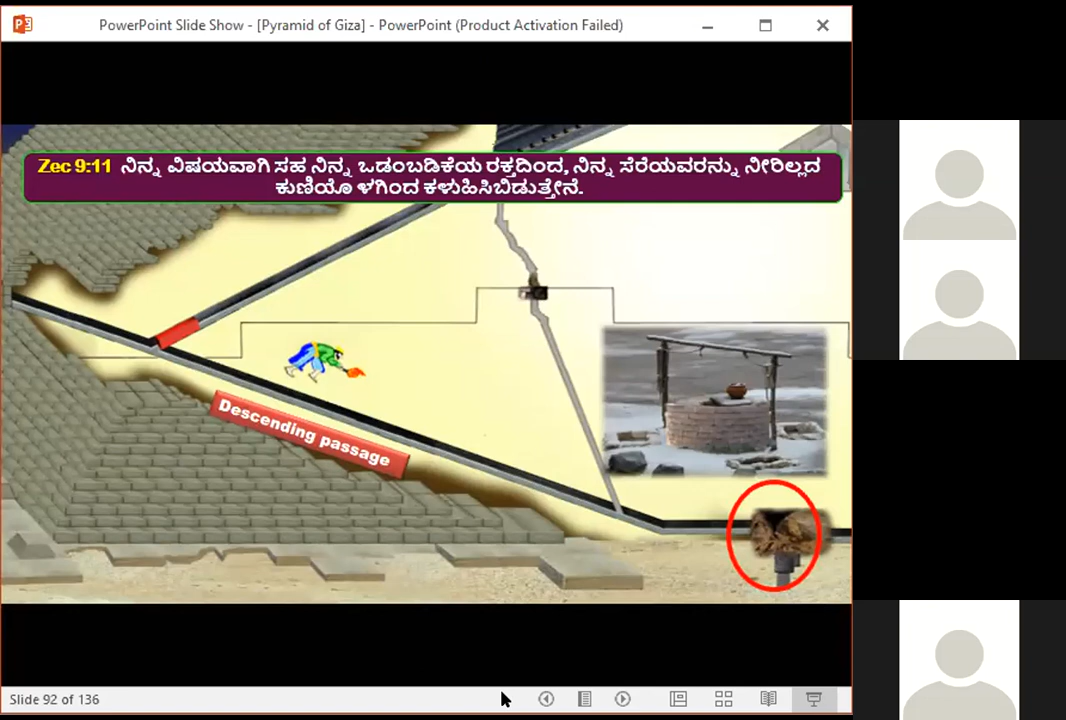 PowerPoint Slide Show - [Pyramid of Giza] - PowerPoint (Product Activation Failed)
Zec 9:11 ನಿನ್ನ ವಿಷಯವಾಗಿ ಸಹ ನಿನ್ನ ಒಡಂಬಡಿಕೆಯ ರಕ್ತದಿಂದ, ನಿನ್ನ ಸೆರೆಯವರನ್ನು ನೀರಿಲ್ಲದ
ಕುಣಿಯೊ ಳಗಿಂದ ಕಳುಹಿಸಿಬಿಡುತ್ತೇನೆ.
Descending passage
Slide 92 of 136